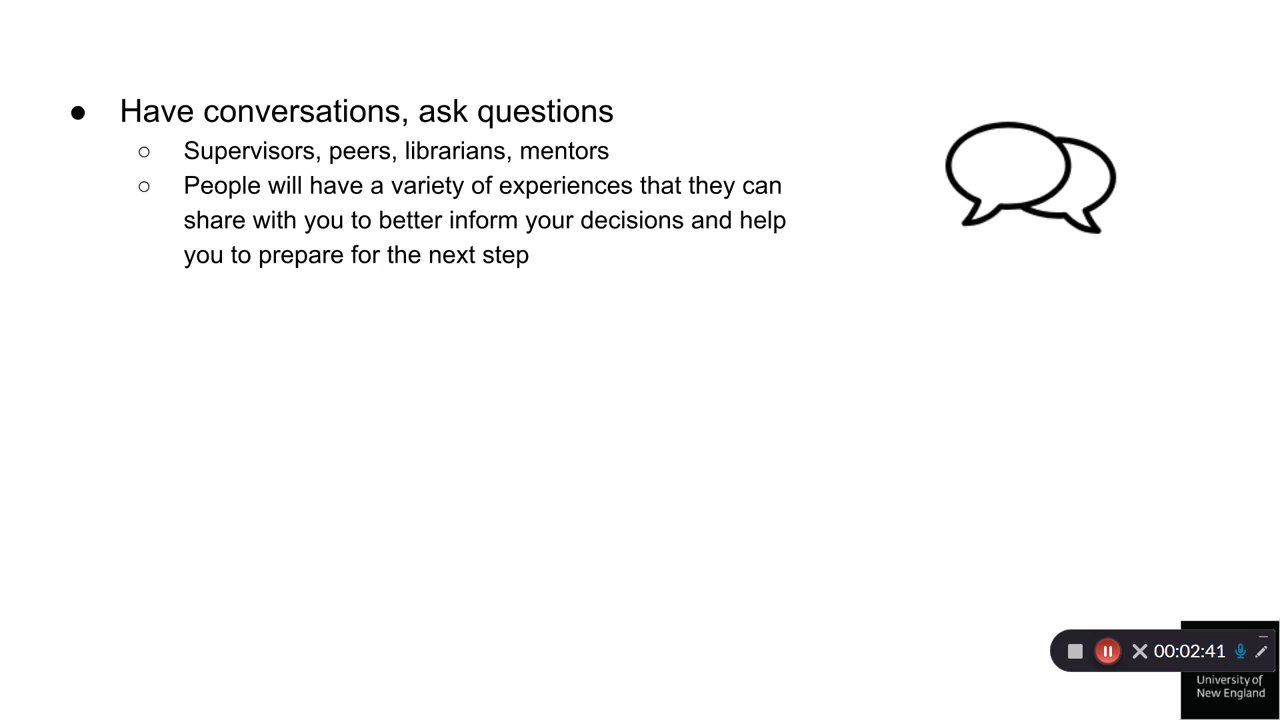 ● Have conversations, ask questions
○ Supervisors, peers, librarians, mentors
○ People will have a variety of experiences that they can
share with you to better inform your decisions and help
you to prepare for the next step
00:02:41
University of
New England